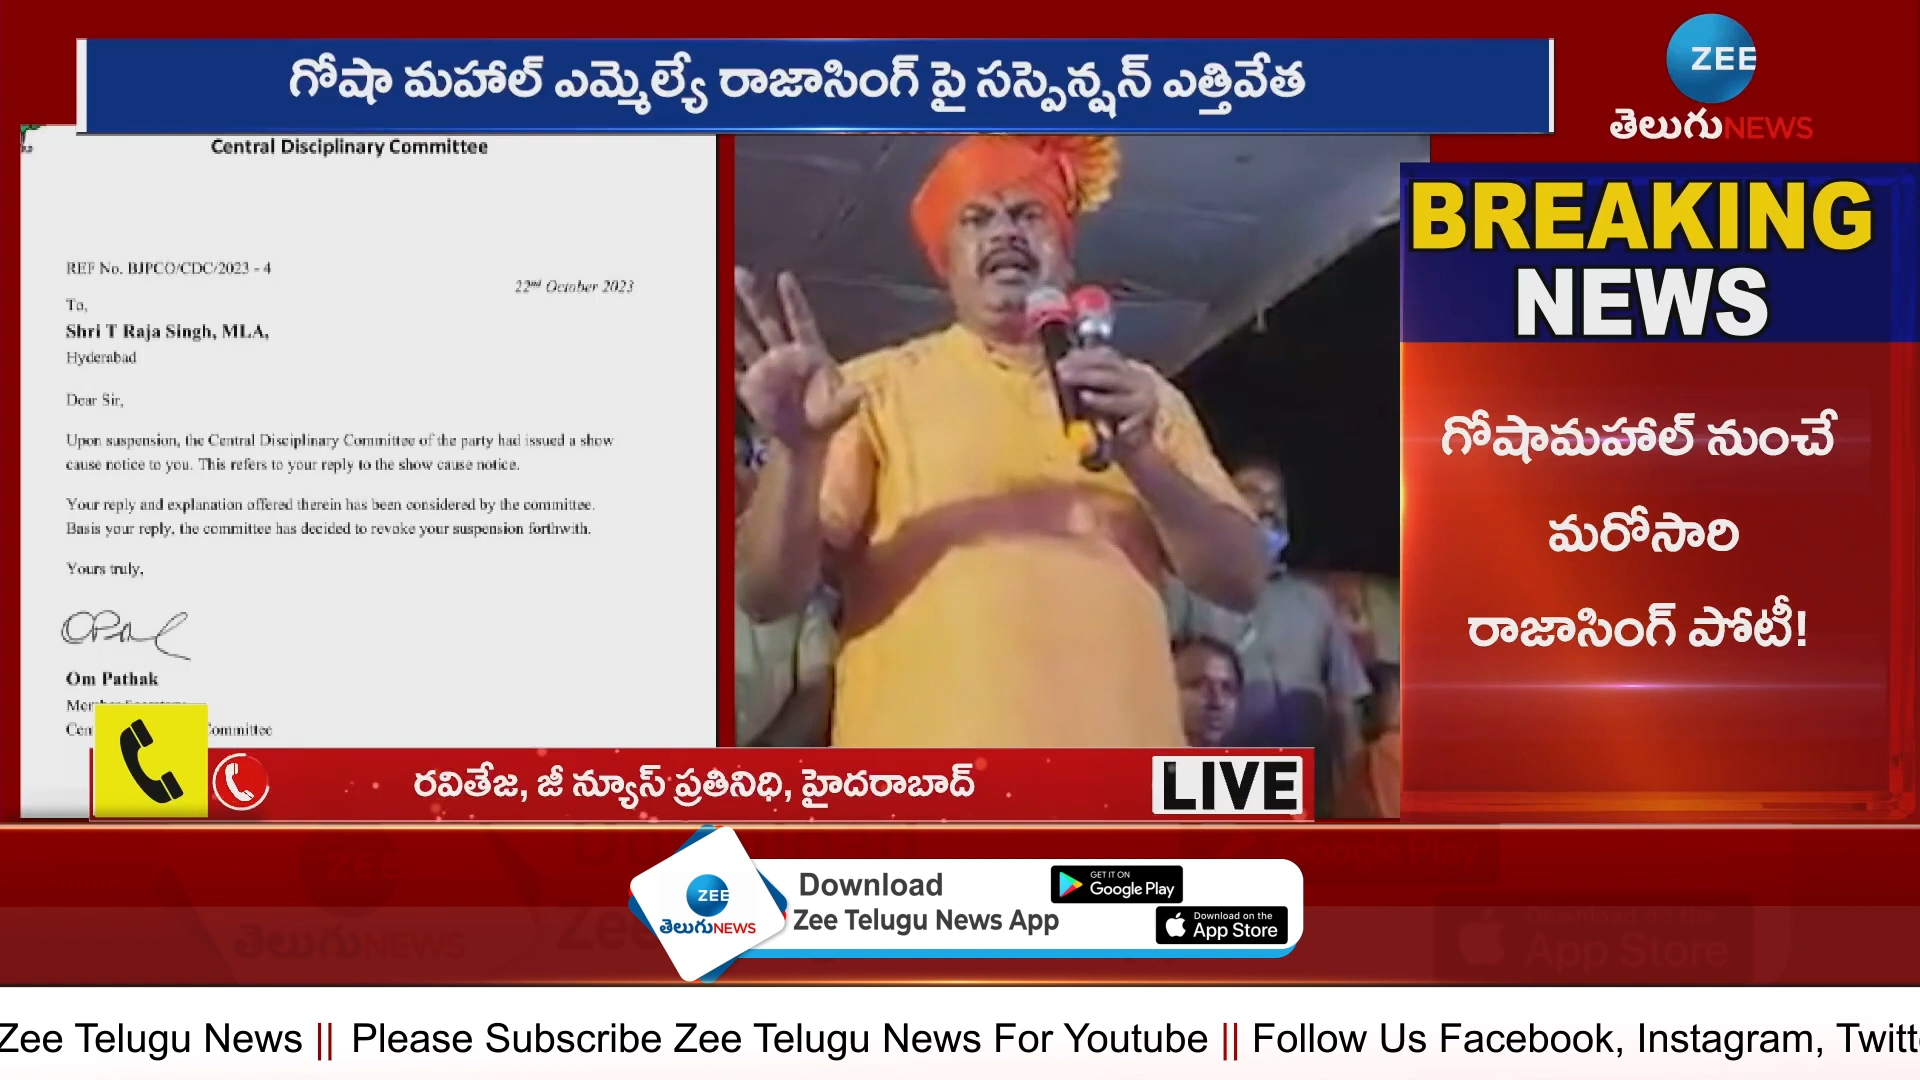 గోషా మహాల్ ఎమ్మెల్యే రాజాసింగ్ పై సస్పెన్షన్ ఎత్తివేత
ZEE
తెలుగుNEWS
Central Disciplinary Committee
REF No. BJPCO/CDC/2023 - 4
22nd October 2023
To,
Shri T Raja Singh, MLA,
Hyderabad
Dear Sir,
Upon suspension, the Central Disciplinary Committee of the party had issued a show
cause notice to you. This refers to your reply to the show cause notice.
Your reply and explanation offered therein has been considered by the committee.
Basis your reply, the committee has decided to revoke your suspension forthwith.
Yours truly,
Om Pathak
BREAKING
NEWS
గోషామహాల్ నుంచే
మరోసారి
రాజాసింగ్ పోటీ!
రవితేజ, జీ న్యూస్ ప్రతినిధి, హైదరాబాద్
LIVE
ZEE
తెలుగుNEWS
Download
Zee Telugu News App
GET IT ON
Google Play
Download on the
App Store
Zee Telugu News || Please Subscribe Zee Telugu News For Youtube || Follow Us Facebook, Instagram, Twitt